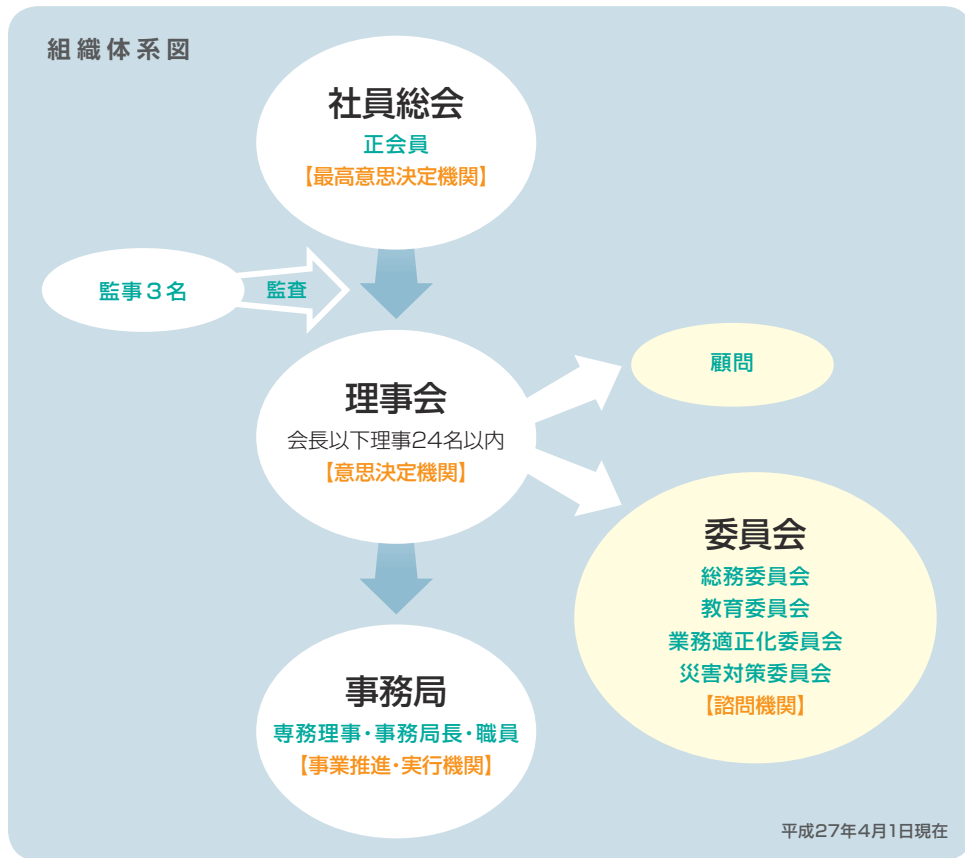 組織体系図
社員総会
正会員
【最高意思決定機関】
監事3名
監査
理事会
会長以下理事24名以内
【意思決定機関】
顧問
委員会
総務委員会
教育委員会
業務適正化委員会
災害対策委員会
【諮問機関】
事務局
専務理事・事務局長・職員
【事業推進・実行機関】
平成27年4月1日現在